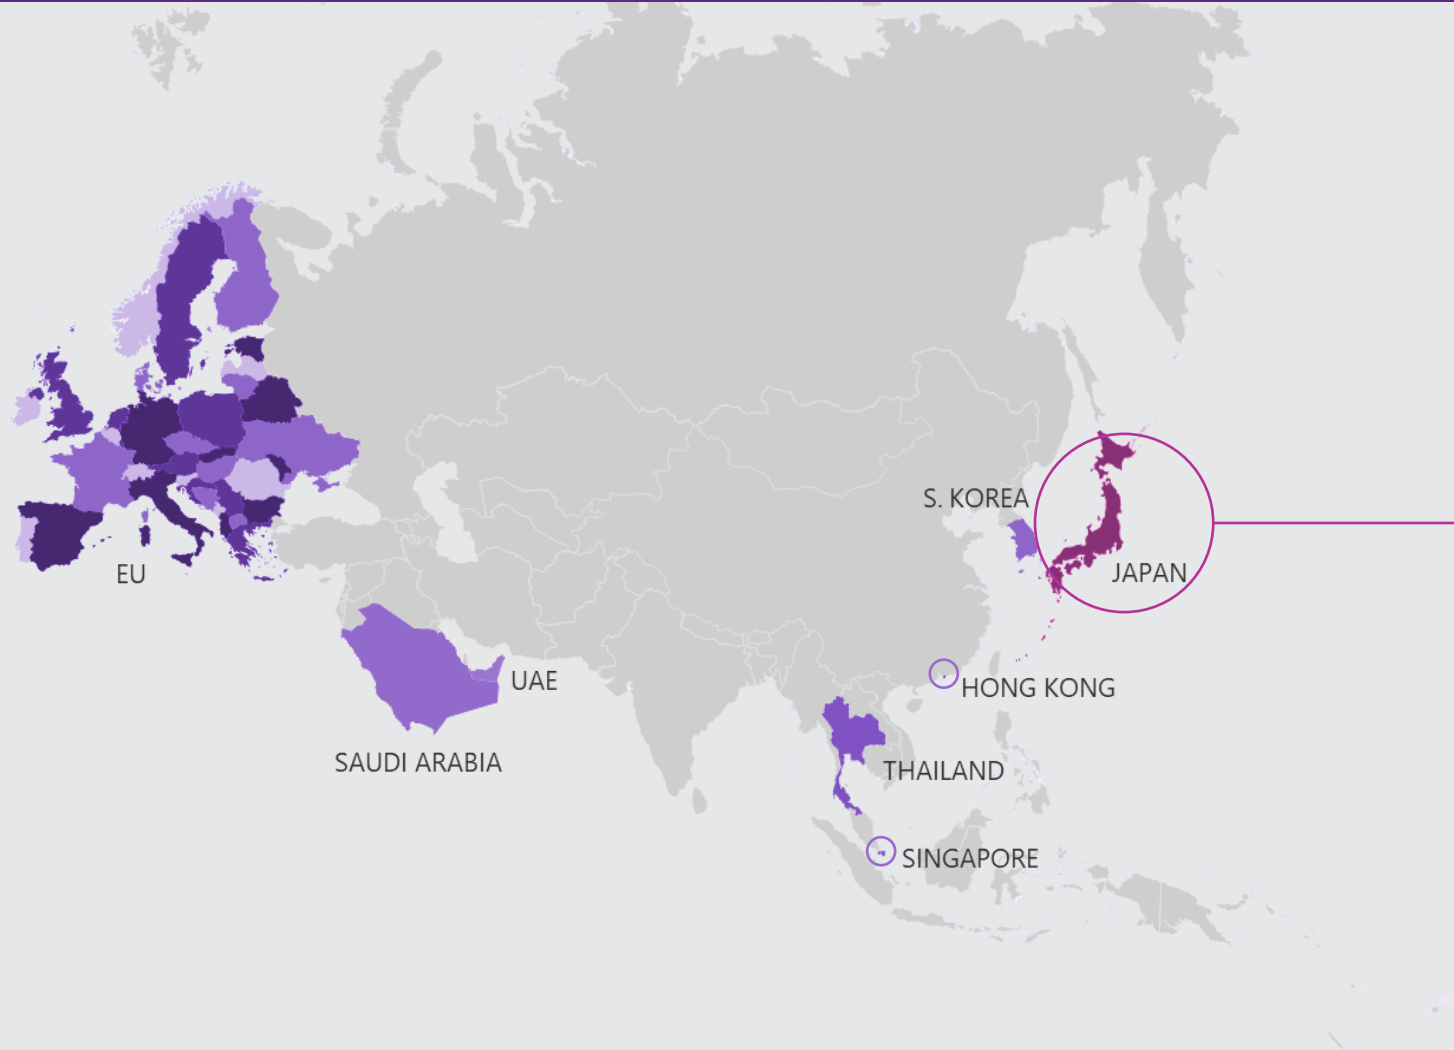 S. KOREA
JAPAN
EU
UAE
HONG KONG
SAUDI ARABIA
THAILAND
SINGAPORE